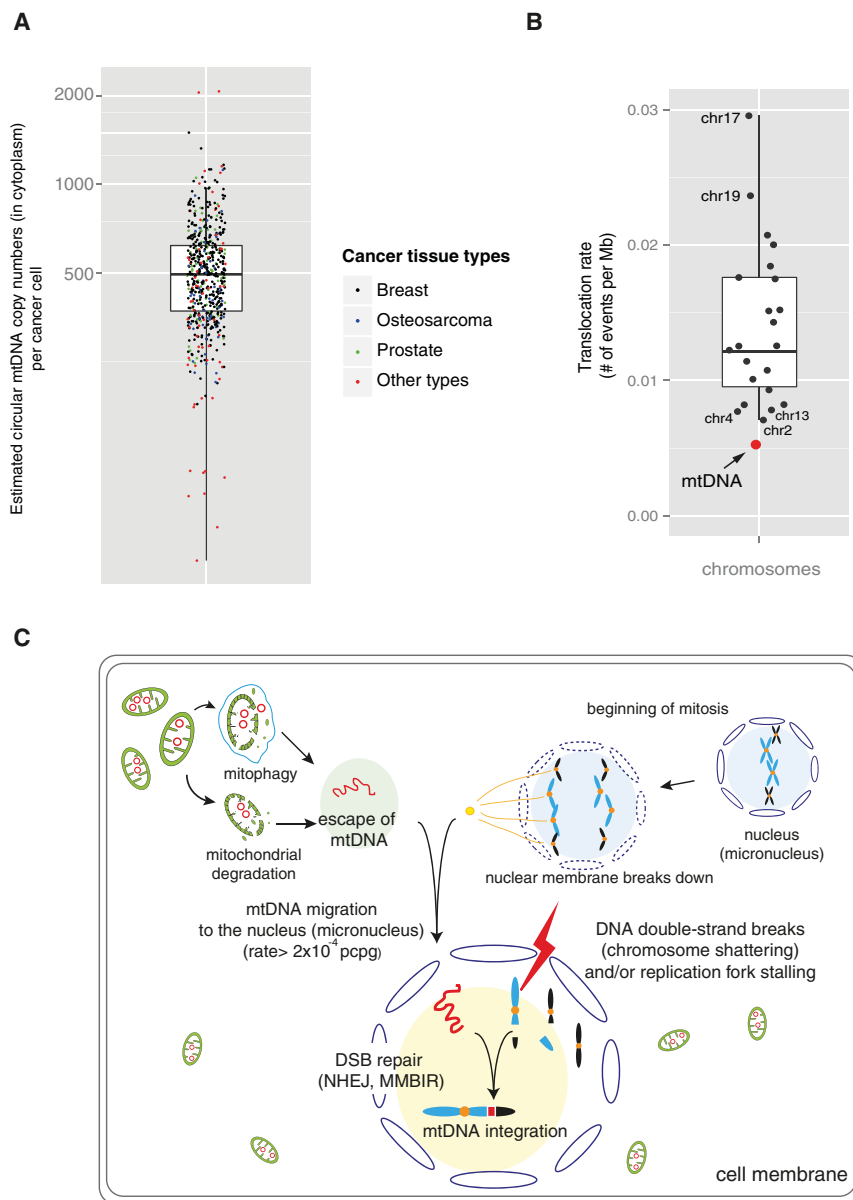 A
Estimated circular mtDNA copy numbers (in cytoplasm)
per cancer cell
2000
1000
500
Cancer tissue types
Breast
Osteosarcoma
Prostate
Other types
B
Translocation rate
(# of events per Mb)
0.03
0.02
0.01
0.00
chr17
chr19
chr4
chr13
chr2
mtDNA
chromosomes
C
beginning of mitosis
mitophagy
escape of
mtDNA
mitochondrial
degradation
nucleus
(micronucleus)
nuclear membrane breaks down
mtDNA migration
to the nucleus (micronucleus)
(rate> 2x10⁻⁴ pcpg)
DNA double-strand breaks
(chromosome shattering)
and/or replication fork stalling
DSB repair
(NHEJ, MMBIR)
mtDNA integration
cell membrane